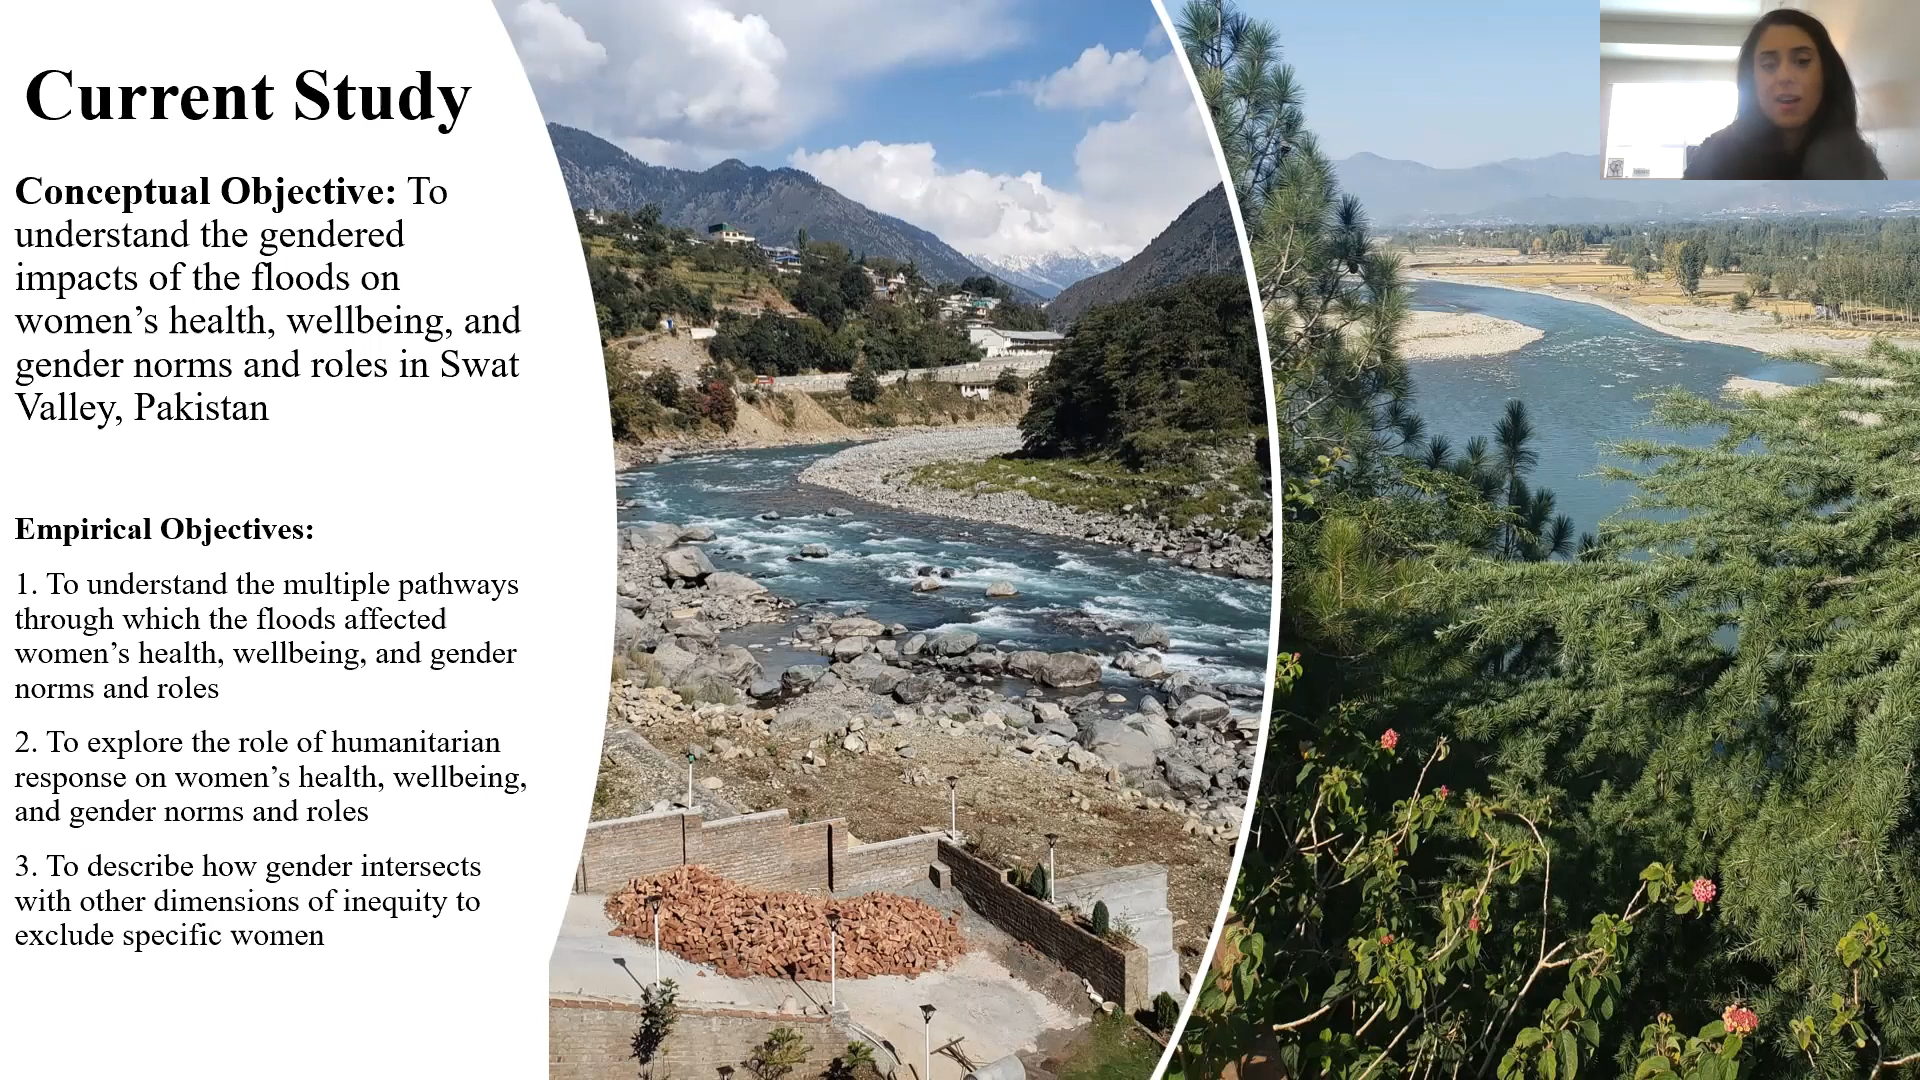 Current Study
Conceptual Objective: To
understand the gendered
impacts of the floods on
women’s health, wellbeing, and
gender norms and roles in Swat
Valley, Pakistan
Empirical Objectives:
1. To understand the multiple pathways
through which the floods affected
women’s health, wellbeing, and gender
norms and roles
2. To explore the role of humanitarian
response on women’s health, wellbeing,
and gender norms and roles
3. To describe how gender intersects
with other dimensions of inequity to
exclude specific women